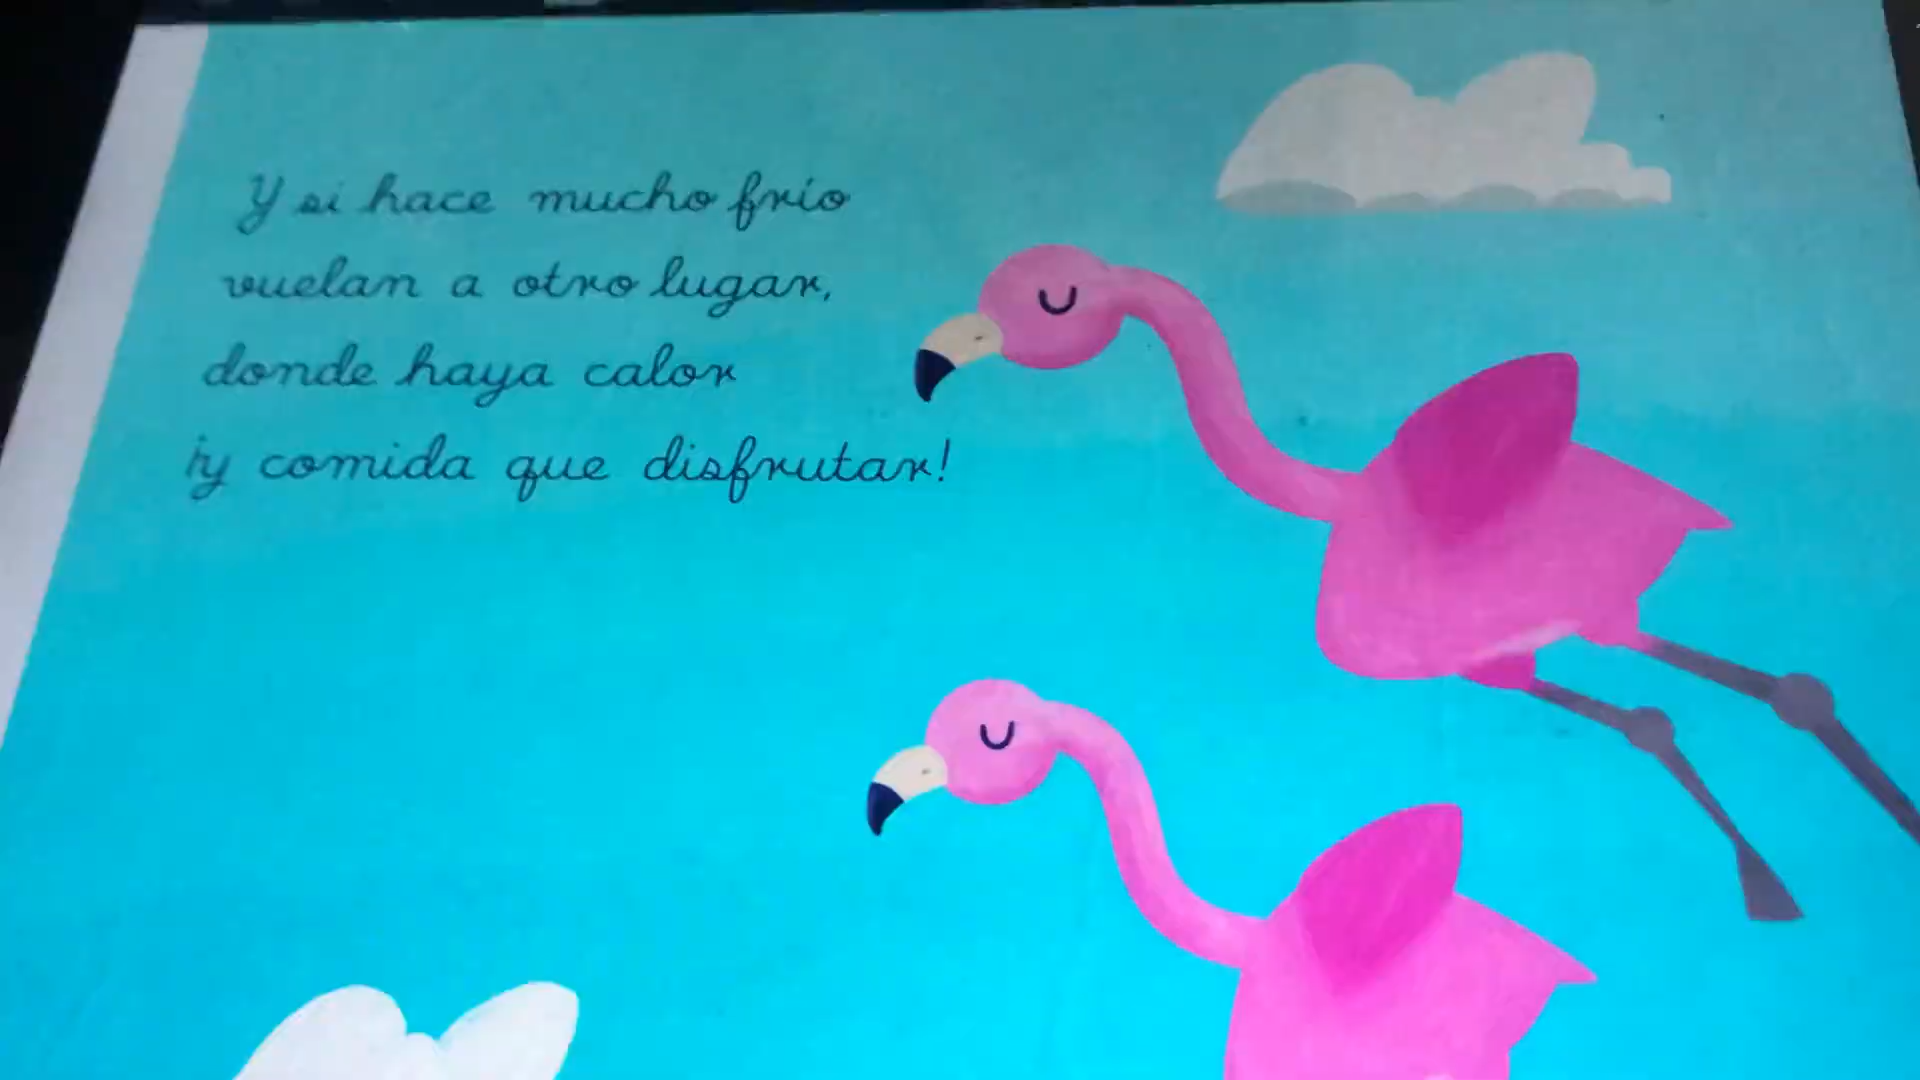 Y si hace mucho frío
vuelan a otro lugar,
donde haya calor
¡y comida que disfrutar!